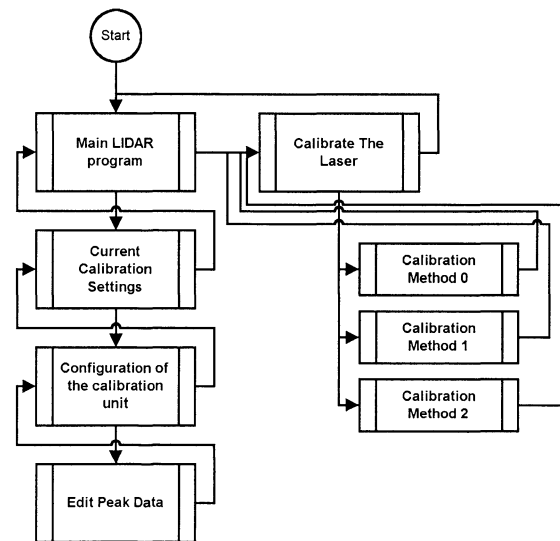 Start
Main LIDAR
program
Calibrate The
Laser
Current
Calibration
Settings
Calibration
Method 0
Calibration
Method 1
Configuration of
the calibration
unit
Calibration
Method 2
Edit Peak Data